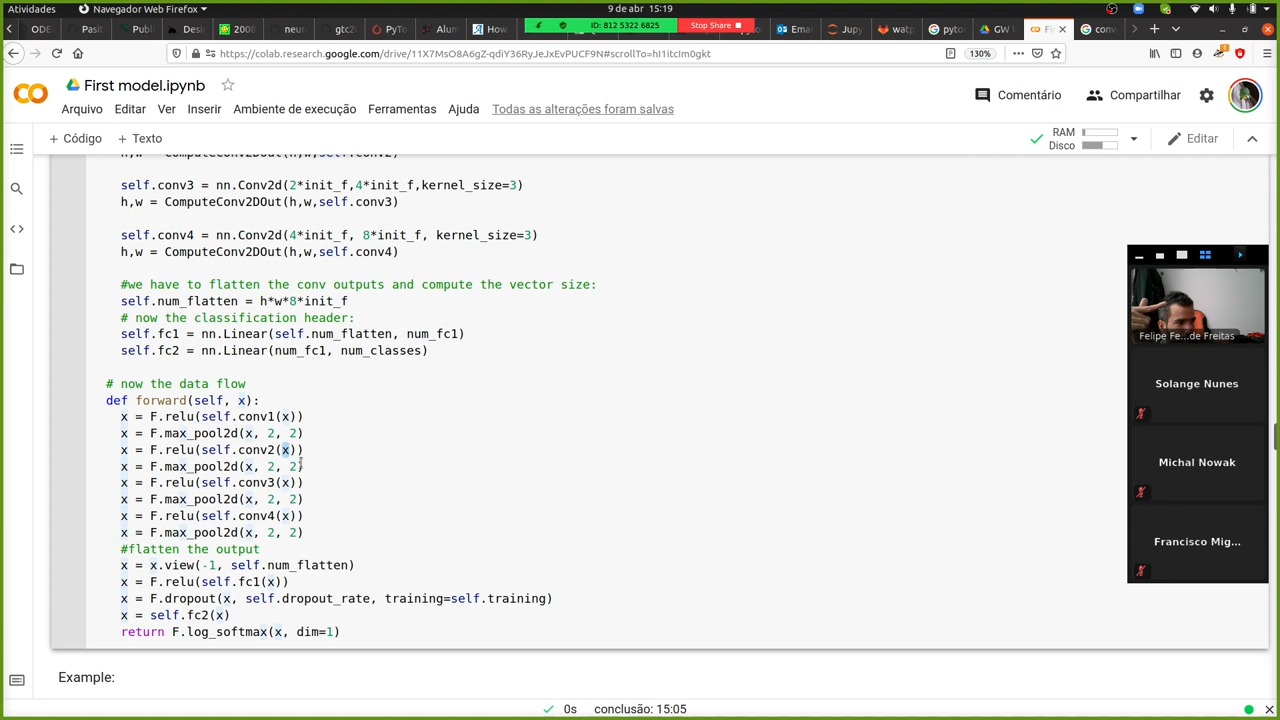 Atividades
Navegador Web FireFox
9 de abr 15:19
ODE
Pasit
Public
Desig
2008
neur
gtc2
PyTo
Alum
How
ID: 812 5322 6825
Stop Share
Email
Jupy
watp
pyto
GW
Fi
conv
https://colab.research.google.com/drive/11X7MsO8A6gZ-qdiY36RyJeJxEvPUCF9N#scrollTo=hI1itcIm0gkt
130%
First model.ipynb
Arquivo Editar Ver Inserir Ambiente de execução Ferramentas Ajuda Todas as alterações foram salvas
Comentário
Compartilhar
+ Código + Texto
RAM
Disco
Editar
h,w = ComputeConv2DOut(h,w,self.conv2)
self.conv3 = nn.Conv2d(2*init_f,4*init_f,kernel_size=3)
h,w = ComputeConv2DOut(h,w,self.conv3)
self.conv4 = nn.Conv2d(4*init_f, 8*init_f, kernel_size=3)
h,w = ComputeConv2DOut(h,w,self.conv4)
#we have to flatten the conv outputs and compute the vector size:
self.num_flatten = h*w*8*init_f
# now the classification header:
self.fc1 = nn.Linear(self.num_flatten, num_fc1)
self.fc2 = nn.Linear(num_fc1, num_classes)
# now the data flow
def forward(self, x):
x = F.relu(self.conv1(x))
x = F.max_pool2d(x, 2, 2)
x = F.relu(self.conv2(x))
x = F.max_pool2d(x, 2, 2)
x = F.relu(self.conv3(x))
x = F.max_pool2d(x, 2, 2)
x = F.relu(self.conv4(x))
x = F.max_pool2d(x, 2, 2)
#flatten the output
x = x.view(-1, self.num_flatten)
x = F.relu(self.fc1(x))
x = F.dropout(x, self.dropout_rate, training=self.training)
x = self.fc2(x)
return F.log_softmax(x, dim=1)
Example:
Felipe Fe...de Freitas
Solange Nunes
Michal Nowak
Francisco Mig...
0s conclusão: 15:05